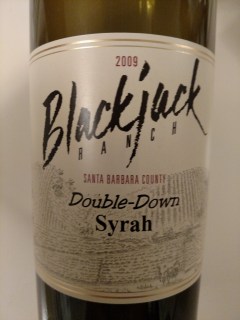 2009
Blackjack
RANCH
SANTA BARBARA COUNTY
Double-Down
Syrah